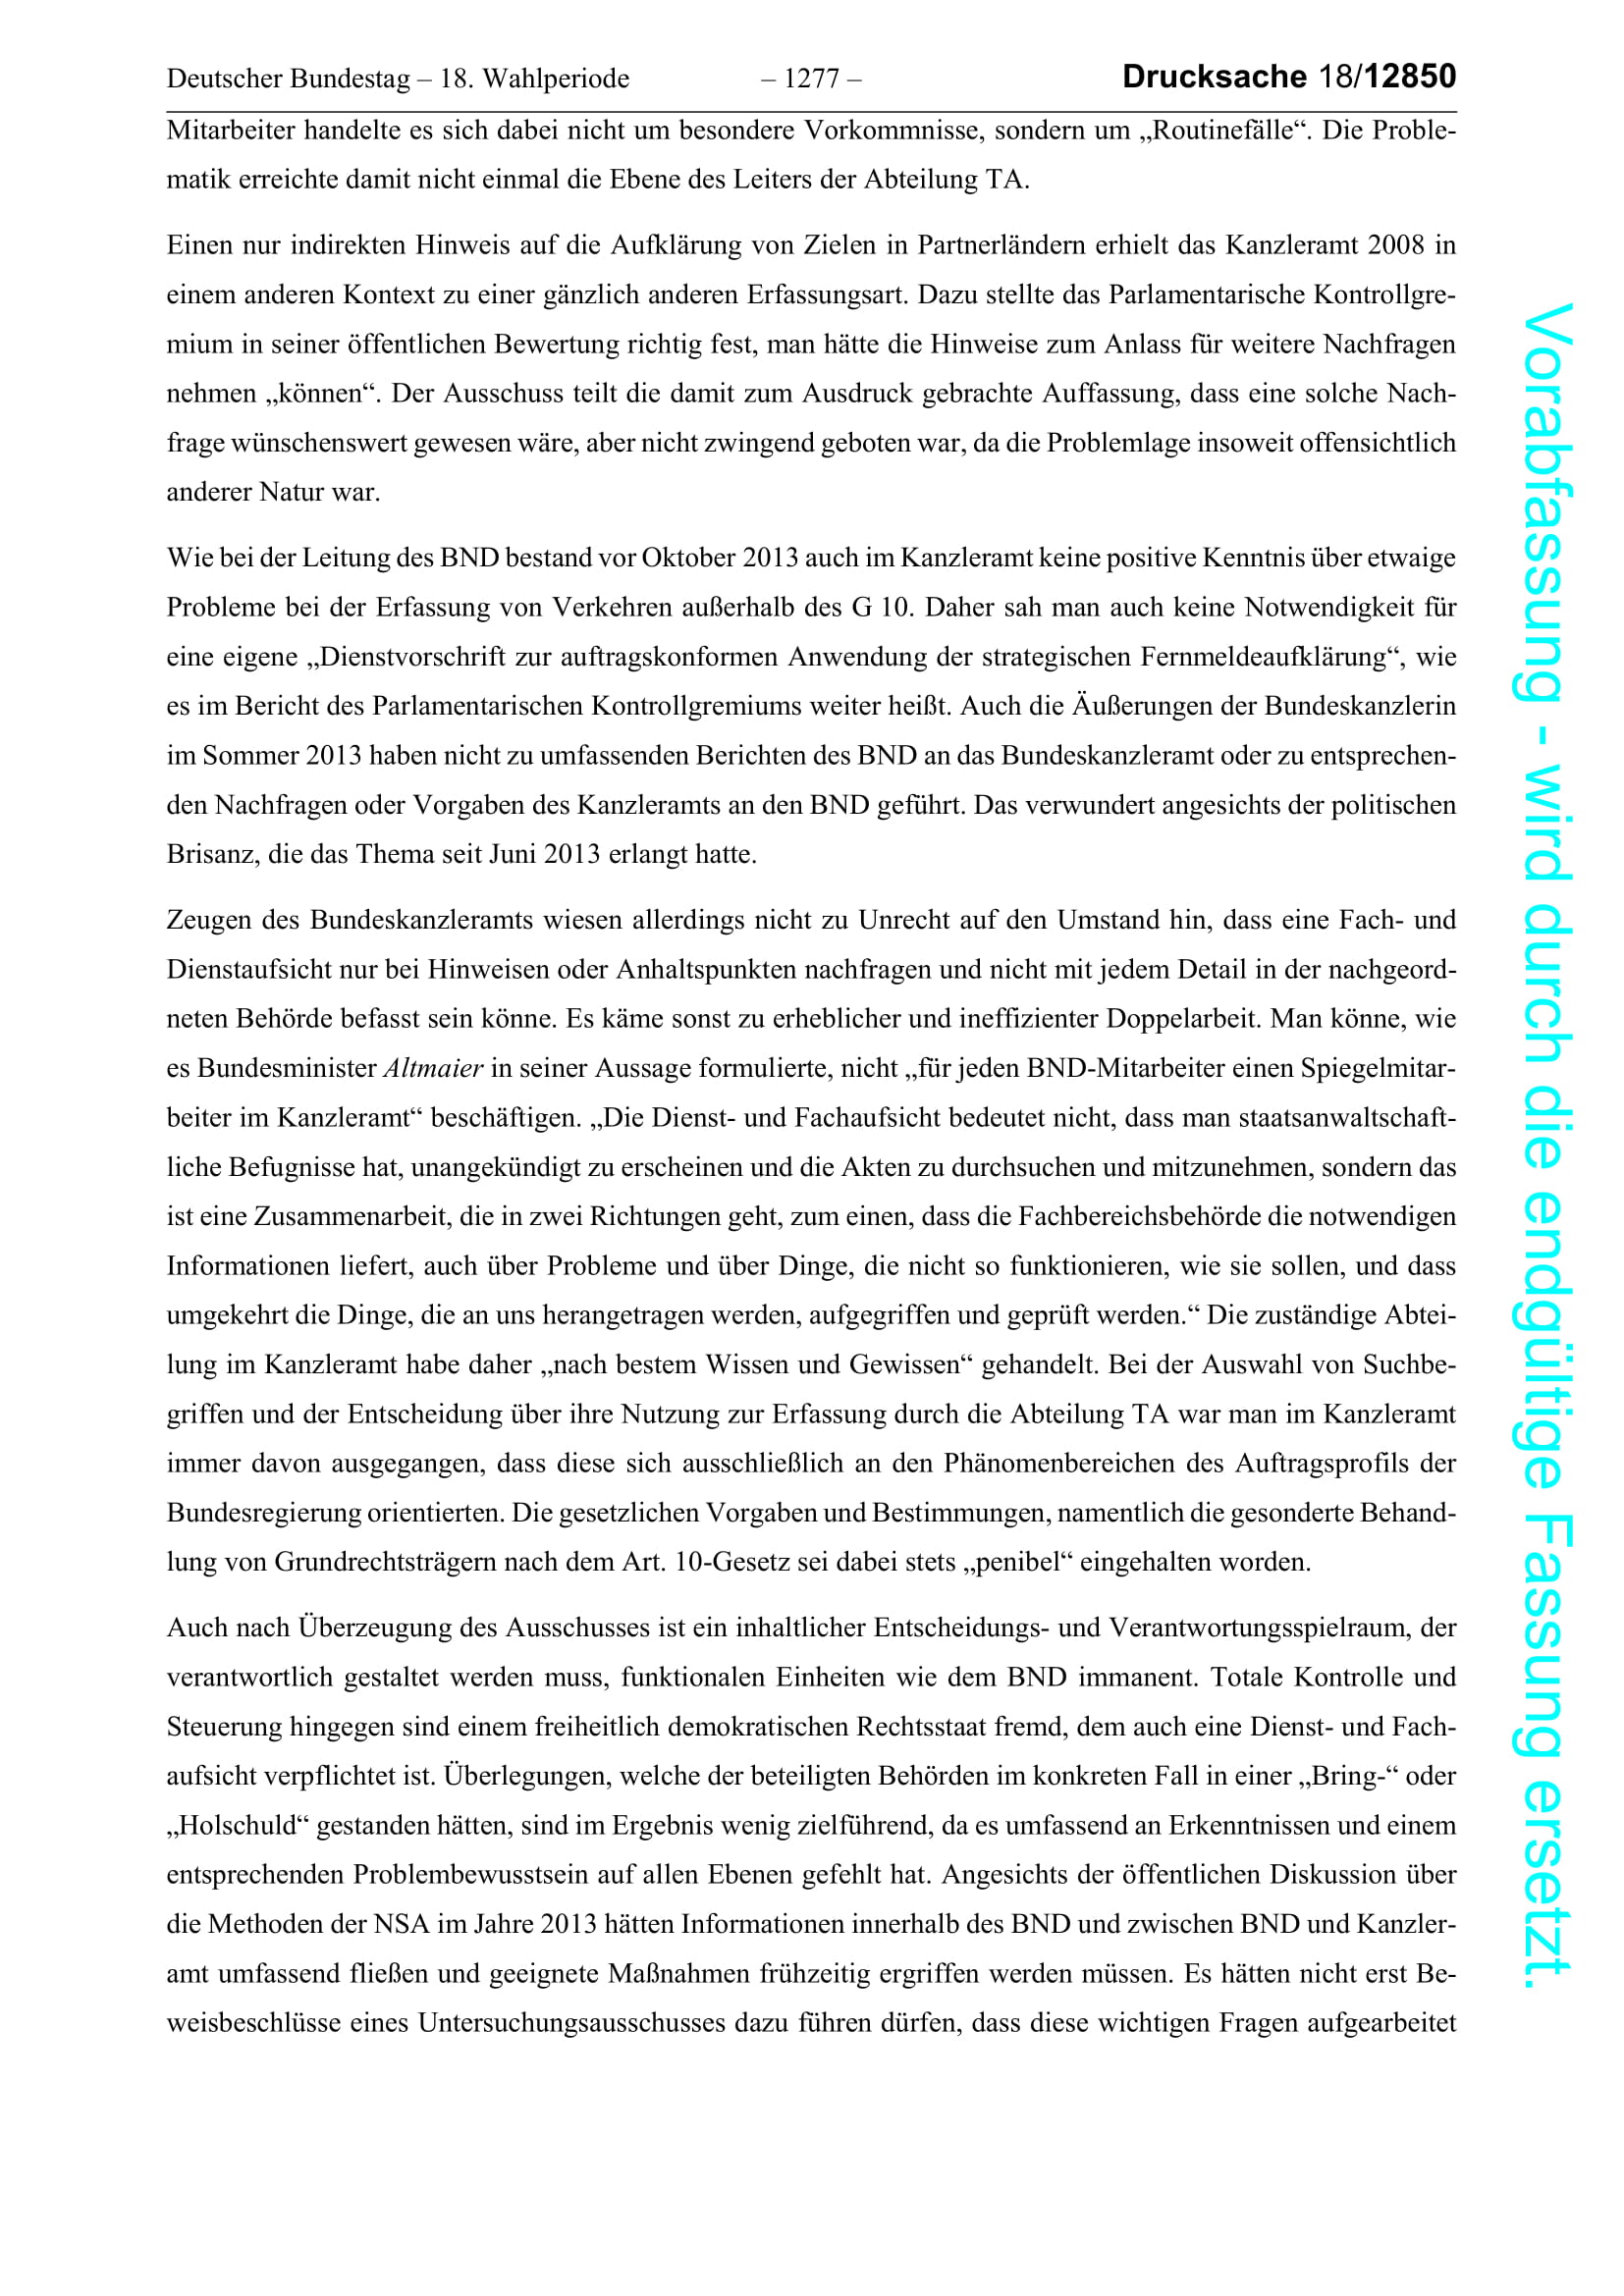 Deutscher Bundestag – 18. Wahlperiode – 1277 – Drucksache 18/12850
Mitarbeiter handelte es sich dabei nicht um besondere Vorkommnisse, sondern um „Routinefälle“. Die Proble-
matik erreichte damit nicht einmal die Ebene des Leiters der Abteilung TA.
Einen nur indirekten Hinweis auf die Aufklärung von Zielen in Partnerländern erhielt das Kanzleramt 2008 in
einem anderen Kontext zu einer gänzlich anderen Erfassungsart. Dazu stellte das Parlamentarische Kontrollgre-
mium in seiner öffentlichen Bewertung richtig fest, man hätte die Hinweise zum Anlass für weitere Nachfragen
nehmen „können“. Der Ausschuss teilt die damit zum Ausdruck gebrachte Auffassung, dass eine solche Nach-
frage wünschenswert gewesen wäre, aber nicht zwingend geboten war, da die Problemlage insoweit offensichtlich
anderer Natur war.
Wie bei der Leitung des BND bestand vor Oktober 2013 auch im Kanzleramt keine positive Kenntnis über etwaige
Probleme bei der Erfassung von Verkehren außerhalb des G 10. Daher sah man auch keine Notwendigkeit für
eine eigene „Dienstvorschrift zur auftragskonformen Anwendung der strategischen Fernmeldeaufklärung“, wie
es im Bericht des Parlamentarischen Kontrollgremiums weiter heißt. Auch die Äußerungen der Bundeskanzlerin
im Sommer 2013 haben nicht zu umfassenden Berichten des BND an das Bundeskanzleramt oder zu entsprechen-
den Nachfragen oder Vorgaben des Kanzleramts an den BND geführt. Das verwundert angesichts der politischen
Brisanz, die das Thema seit Juni 2013 erlangt hatte.
Zeugen des Bundeskanzleramts wiesen allerdings nicht zu Unrecht auf den Umstand hin, dass eine Fach- und
Dienstaufsicht nur bei Hinweisen oder Anhaltspunkten nachfragen und nicht mit jedem Detail in der nachgeord-
neten Behörde befasst sein könne. Es käme sonst zu erheblicher und ineffizienter Doppelarbeit. Man könne, wie
es Bundesminister Altmaier in seiner Aussage formulierte, nicht „für jeden BND-Mitarbeiter einen Spiegelmitar-
beiter im Kanzleramt“ beschäftigen. „Die Dienst- und Fachaufsicht bedeutet nicht, dass man staatsanwaltschaft-
liche Befugnisse hat, unangekündigt zu erscheinen und die Akten zu durchsuchen und mitzunehmen, sondern das
ist eine Zusammenarbeit, die in zwei Richtungen geht, zum einen, dass die Fachbereichsbehörde die notwendigen
Informationen liefert, auch über Probleme und über Dinge, die nicht so funktionieren, wie sie sollen, und dass
umgekehrt die Dinge, die an uns herangetragen werden, aufgegriffen und geprüft werden.“ Die zuständige Abtei-
lung im Kanzleramt habe daher „nach bestem Wissen und Gewissen“ gehandelt. Bei der Auswahl von Suchbe-
griffen und der Entscheidung über ihre Nutzung zur Erfassung durch die Abteilung TA war man im Kanzleramt
immer davon ausgegangen, dass diese sich ausschließlich an den Phänomenbereichen des Auftragsprofils der
Bundesregierung orientierten. Die gesetzlichen Vorgaben und Bestimmungen, namentlich die gesonderte Behand-
lung von Grundrechtsträgern nach dem Art. 10-Gesetz sei dabei stets „penibel“ eingehalten worden.
Auch nach Überzeugung des Ausschusses ist ein inhaltlicher Entscheidungs- und Verantwortungsspielraum, der
verantwortlich gestaltet werden muss, funktionalen Einheiten wie dem BND immanent. Totale Kontrolle und
Steuerung hingegen sind einem freiheitlich demokratischen Rechtsstaat fremd, dem auch eine Dienst- und Fach-
aufsicht verpflichtet ist. Überlegungen, welche der beteiligten Behörden im konkreten Fall in einer „Bring-“ oder
„Holschuld“ gestanden hätten, sind im Ergebnis wenig zielführend, da es umfassend an Erkenntnissen und einem
entsprechenden Problembewusstsein auf allen Ebenen gefehlt hat. Angesichts der öffentlichen Diskussion über
die Methoden der NSA im Jahre 2013 hätten Informationen innerhalb des BND und zwischen BND und Kanzler-
amt umfassend fließen und geeignete Maßnahmen frühzeitig ergriffen werden müssen. Es hätten nicht erst Be-
weisbeschlüsse eines Untersuchungsausschusses dazu führen dürfen, dass diese wichtigen Fragen aufgearbeitet
Vorabfassung - wird durch die endgültige Fassung ersetzt.